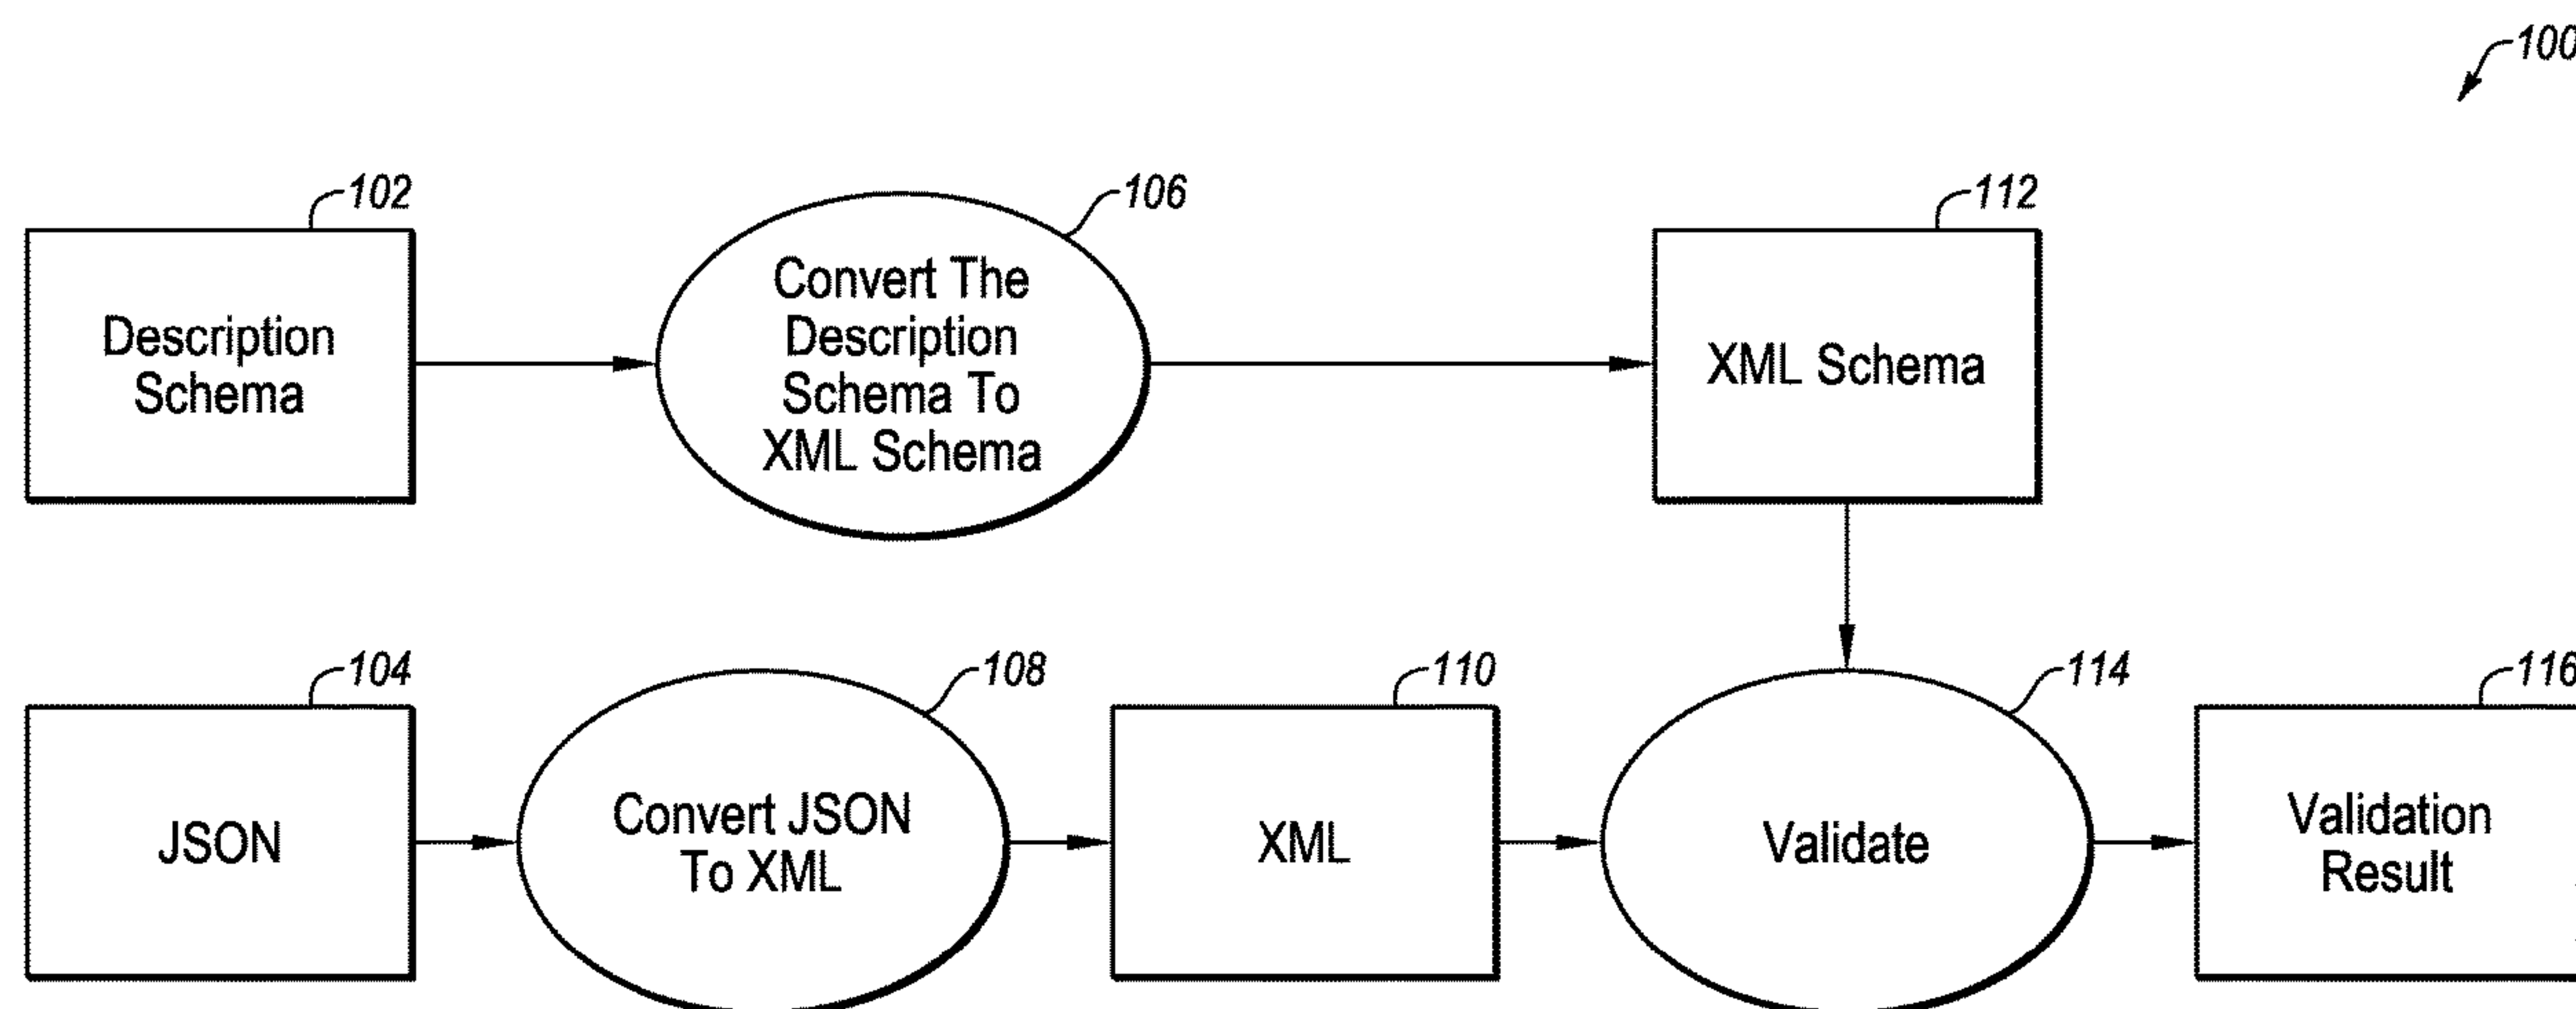 100
102
106
112
Description
Schema
Convert The
Description
Schema To
XML Schema
XML Schema
104
108
110
114
116
JSON
Convert JSON
To XML
XML
Validate
Validation
Result